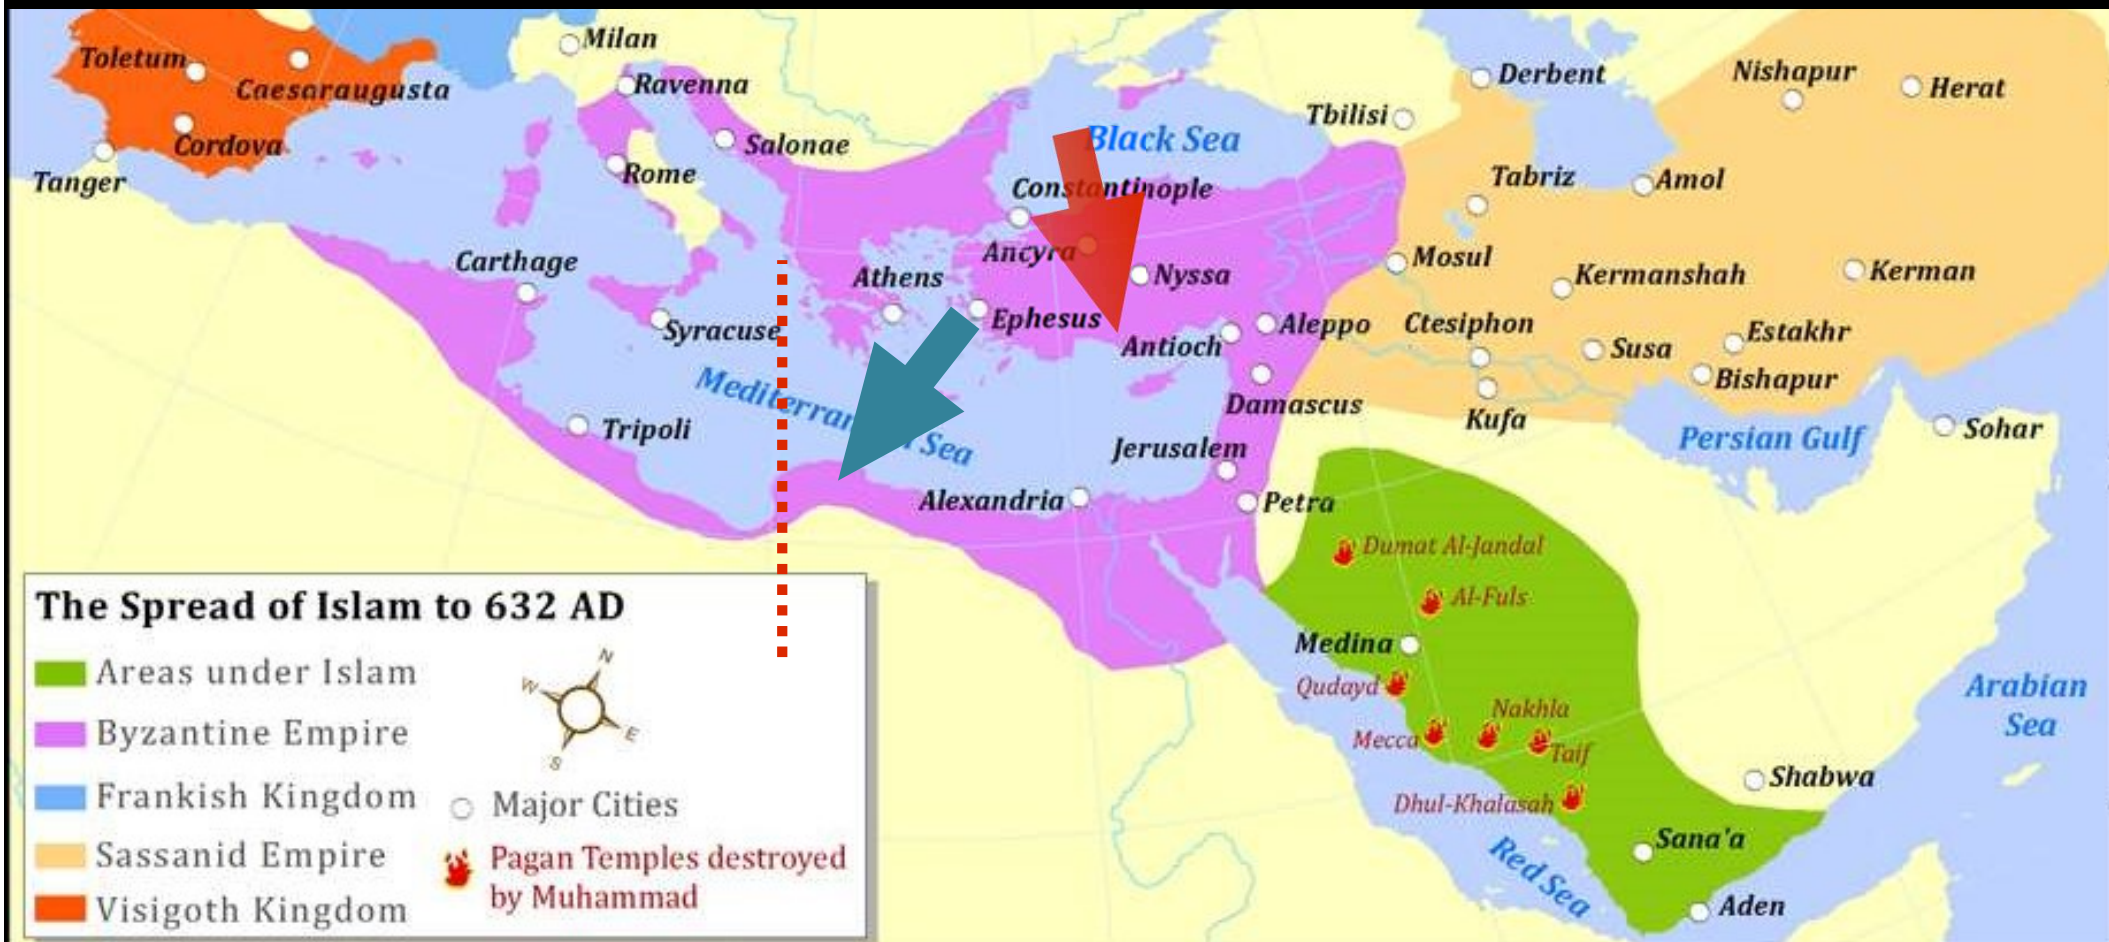 Toletum
Caesaraugusta
Cordova
Tanger
Milan
Ravenna
Salonae
Rome
Carthage
Syracuse
Tripoli
Athens
Mediterranean Sea
Black Sea
Constantinople
Ancyra
Nyssa
Ephesus
Antioch
Aleppo
Damascus
Jerusalem
Alexandria
Petra
Tbilisi
Derbent
Nishapur
Herat
Tabriz
Amol
Mosul
Kermanshah
Kerman
Ctesiphon
Susa
Estakhr
Bishapur
Kufa
Persian Gulf
Sohar
Dumat Al-Jandal
Al-Fuls
Medina
Qudayd
Nakhla
Mecca
Taif
Dhul-Khalasah
Shabwa
Sana'a
Aden
Red Sea
Arabian
Sea
The Spread of Islam to 632 AD
Areas under Islam
Byzantine Empire
Frankish Kingdom
Sassanid Empire
Visigoth Kingdom
N
W
E
S
Major Cities
Pagan Temples destroyed
by Muhammad